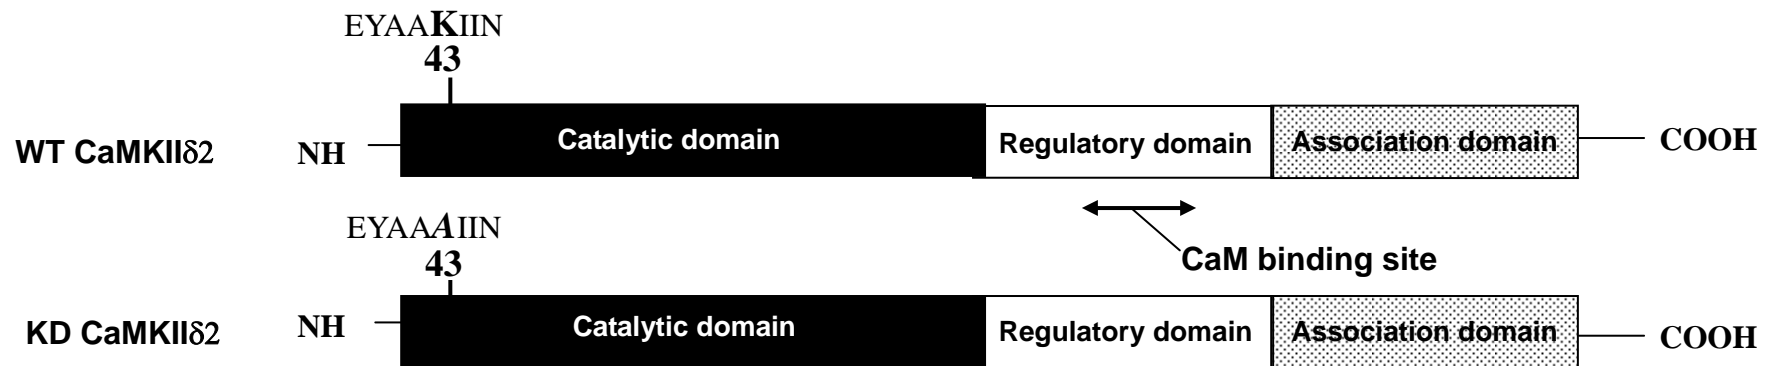 EYAAKIIN
43
WT CaMKIIδ2 NH Catalytic domain Regulatory domain Association domain COOH
EYAAAIIN
43
CaM binding site
KD CaMKIIδ2 NH Catalytic domain Regulatory domain Association domain COOH